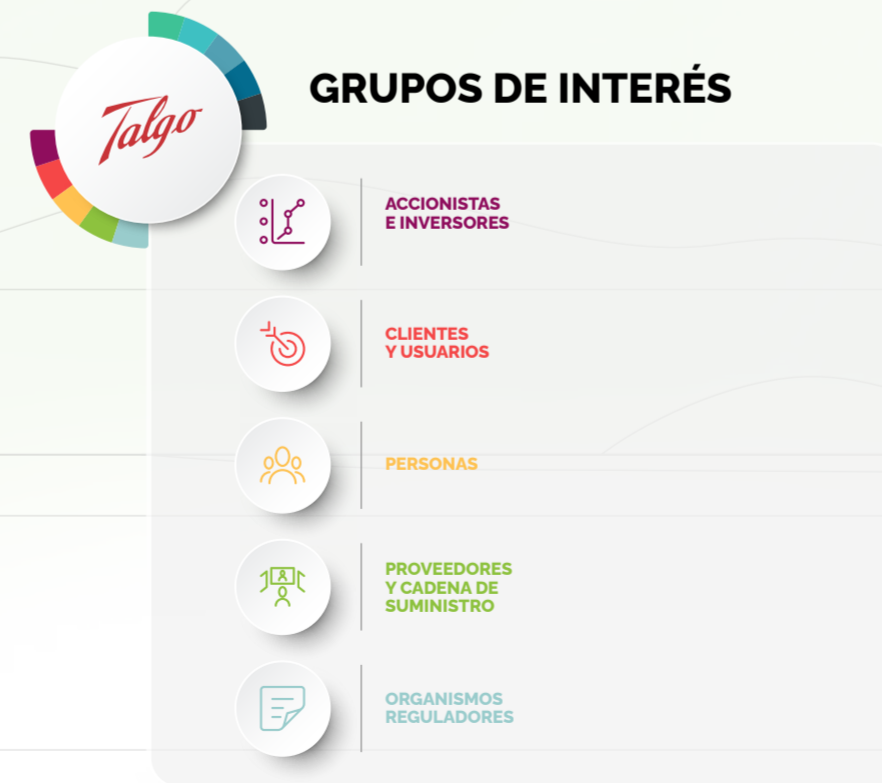 Talgo
GRUPOS DE INTERÉS
ACCIONISTAS
E INVERSORES
CLIENTES
Y USUARIOS
PERSONAS
PROVEEDORES
Y CADENA DE
SUMINISTRO
ORGANISMOS
REGULADORES